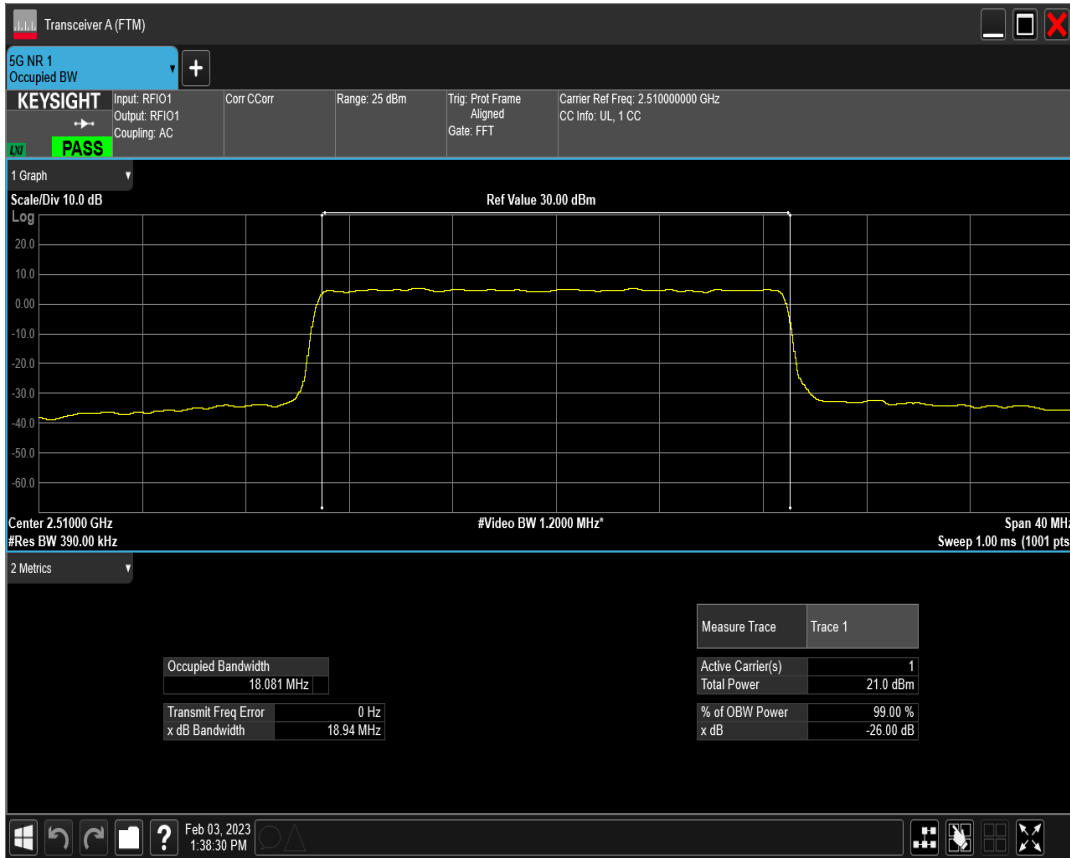 Transceiver A (FTM)
5G NR 1
Occupied BW
+
KEYSIGHT
LXI
PASS
Input: RFIO1
Output: RFIO1
Coupling: AC
Corr CCorr
Range: 25 dBm
Trig: Prot Frame
Aligned
Gate: FFT
Carrier Ref Freq: 2.510000000 GHz
CC Info: UL, 1 CC
1 Graph
Scale/Div 10.0 dB
Ref Value 30.00 dBm
Log
20.0
10.0
0.00
-10.0
-20.0
-30.0
-40.0
-50.0
-60.0
Center 2.51000 GHz
#Video BW 1.2000 MHz*
Span 40 MHz
#Res BW 390.00 kHz
Sweep 1.00 ms (1001 pts
2 Metrics
Measure Trace Trace 1
Occupied Bandwidth
18.081 MHz
Active Carrier(s) 1
Total Power 21.0 dBm
Transmit Freq Error 0 Hz
x dB Bandwidth 18.94 MHz
% of OBW Power 99.00 %
x dB -26.00 dB
?
Feb 03, 2023
1:38:30 PM